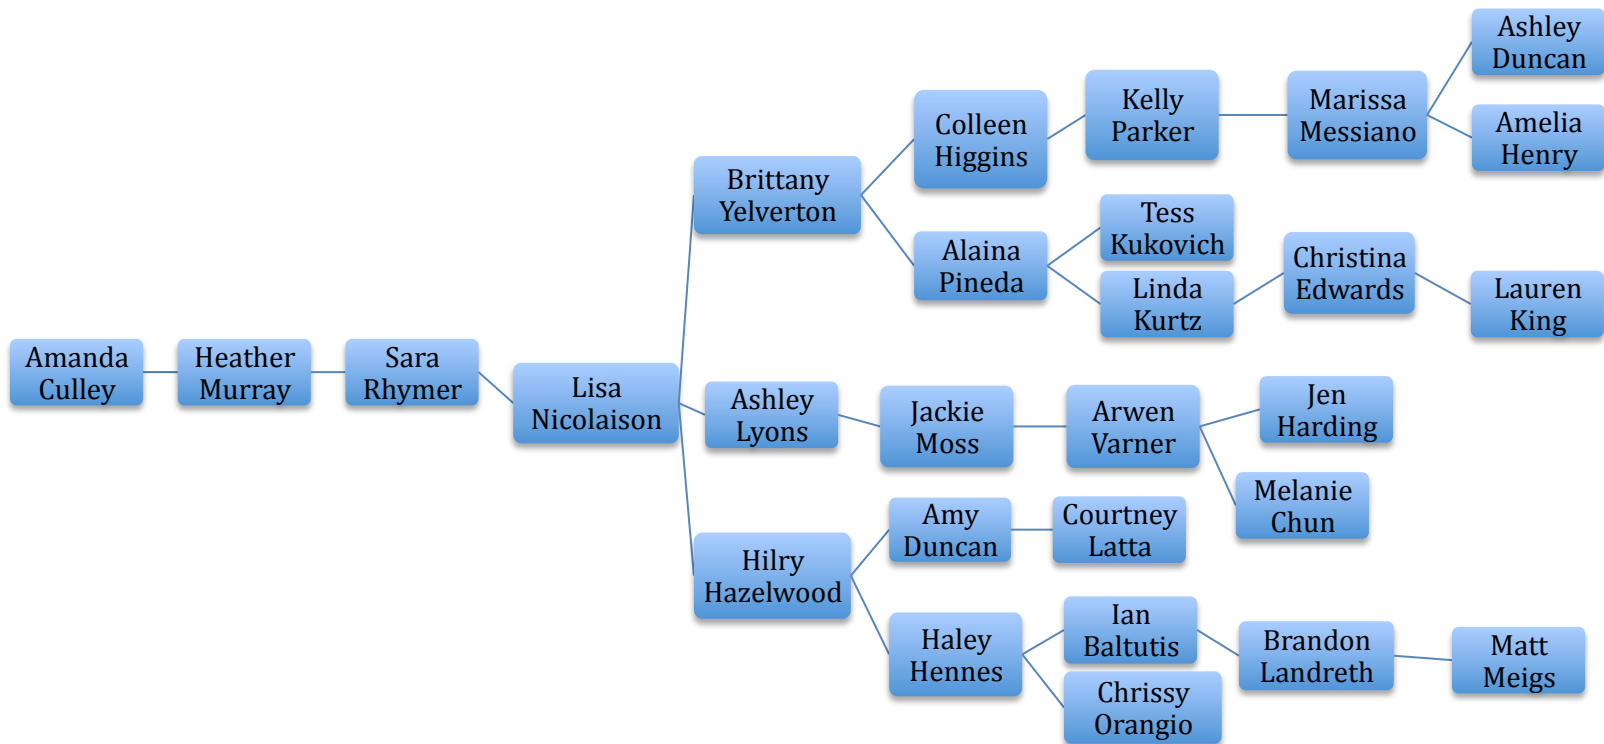 Amanda
Culley
Heather
Murray
Sara
Rhymer
Lisa
Nicolaison
Brittany
Yelverton
Colleen
Higgins
Kelly
Parker
Marissa
Messiano
Ashley
Duncan
Amelia
Henry
Alaina
Pineda
Tess
Kukovich
Linda
Kurtz
Christina
Edwards
Lauren
King
Ashley
Lyons
Jackie
Moss
Arwen
Varner
Jen
Harding
Melanie
Chun
Hilry
Hazelwood
Amy
Duncan
Courtney
Latta
Haley
Hennes
Ian
Baltutis
Brandon
Landreth
Matt
Meigs
Chrissy
Orangio